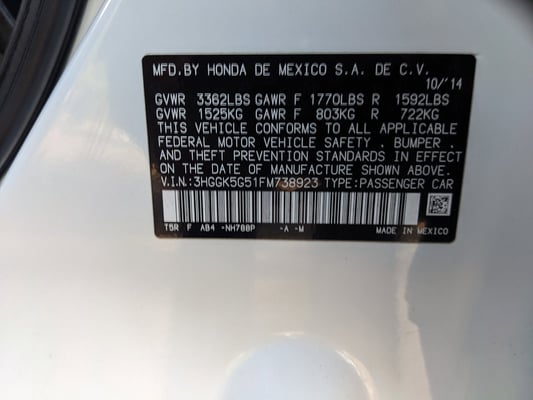 MFD.BY HONDA DE MEXICO S.A. DE C.V.
10/'14
GVWR 3362LBS GAWR F 1770LBS R 1592LBS
GVWR 1525KG GAWR F 803KG R 722KG
THIS VEHICLE CONFORMS TO ALL APPLICABLE
FEDERAL MOTOR VEHICLE SAFETY , BUMPER ,
AND THEFT PREVENTION STANDARDS IN EFFECT
ON THE DATE OF MANUFACTURE SHOWN ABOVE.
V.I.N.:3HGGK5G51FM738923 TYPE:PASSENGER CAR
T5R F AB4 -NH788P -A -M MADE IN MEXICO